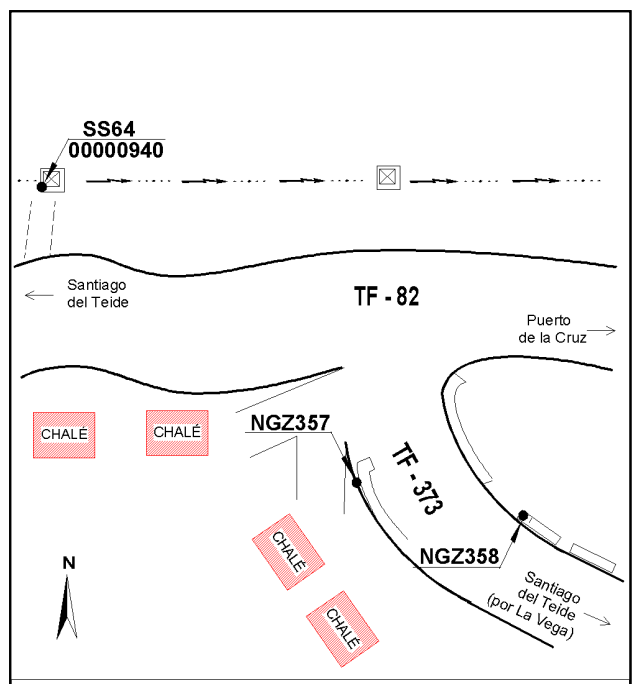 SS64
00000940
Santiago
del Teide
TF - 82
Puerto
de la Cruz
CHALÉ
CHALÉ
NGZ357
TF - 373
CHALÉ
NGZ358
N
Santiago
del Teide
(por La Vega)
CHALÉ